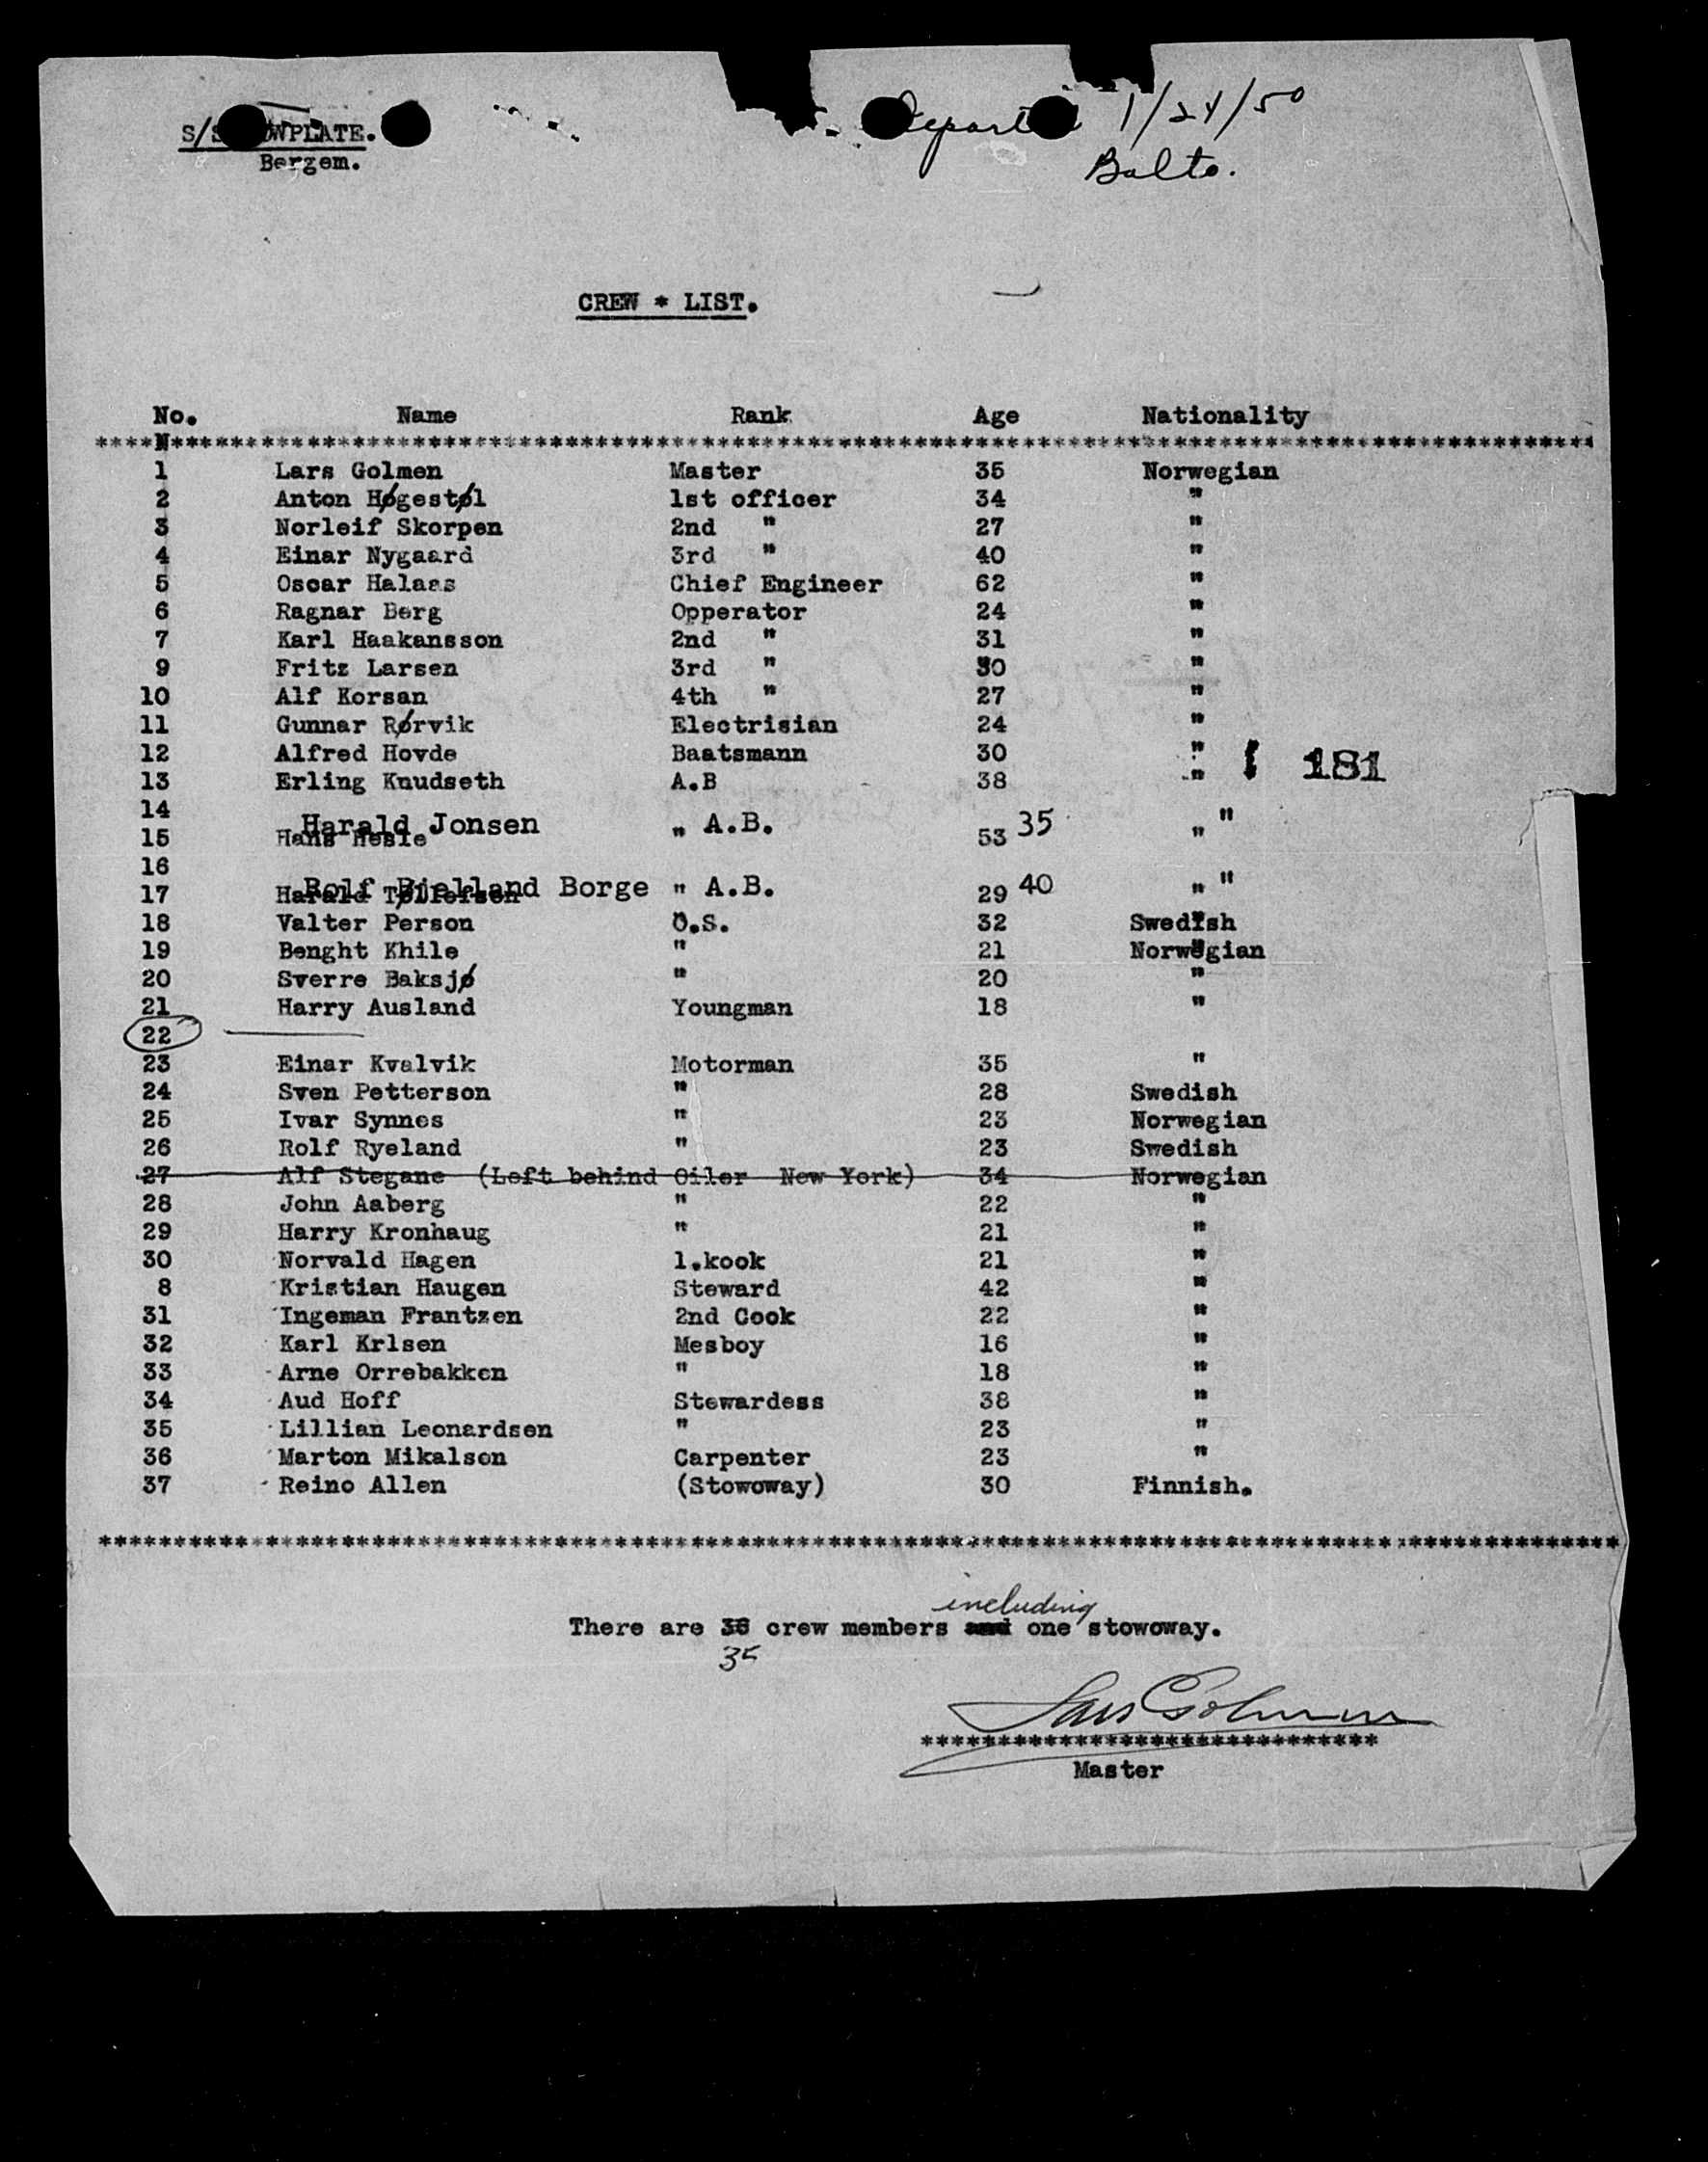 S/S WPLATE. Departed 1/24/50
Bergem. Balto.
CREW * LIST.
No. Name Rank Age Nationality
****N***********************************************************************************************
1 Lars Golmen Master 35 Norwegian
2 Anton Høgestøl 1st officer 34 "
3 Norleif Skorpen 2nd " 27 "
4 Einar Nygaard 3rd " 40 "
5 Oscar Halaas Chief Engineer 62 "
6 Ragnar Berg Opperator 24 "
7 Karl Haakansson 2nd " 31 "
9 Fritz Larsen 3rd " 30 "
10 Alf Korsan 4th " 27 "
11 Gunnar Rørvik Electrisian 24 "
12 Alfred Hovde Baatsmann 30 "
13 Erling Knudseth A.B 38 " 181
14 Harald Jonsen A.B. 35 "
15 Hans Hesle " 53 "
16 Rolf Bjelland Borge A.B. 40 "
17 Harald Tøllefsen " 29 "
18 Valter Person O.S. 32 Swedish
19 Benght Khile " 21 Norwegian
20 Sverre Baksjø " 20 "
21 Harry Ausland Youngman 18 "
22
23 Einar Kvalvik Motorman 35 "
24 Sven Petterson " 28 Swedish
25 Ivar Synnes " 23 Norwegian
26 Rolf Ryeland " 23 Swedish
27 Alf Stegane (Left behind Oiler New York) 34 Norwegian
28 John Aaberg " 22 "
29 Harry Kronhaug " 21 "
30 Norvald Hagen 1.kook 21 "
8 Kristian Haugen Steward 42 "
31 Ingeman Frantzen 2nd Cook 22 "
32 Karl Krlsen Mesboy 16 "
33 Arne Orrebakken " 18 "
34 Aud Hoff Stewardess 38 "
35 Lillian Leonardsen " 23 "
36 Marton Mikalson Carpenter 23 "
37 Reino Allen (Stowoway) 30 Finnish.
****************************************************************************************************
including
There are 36 crew members and one stowoway.
35
Lars Golmen
******************************
Master